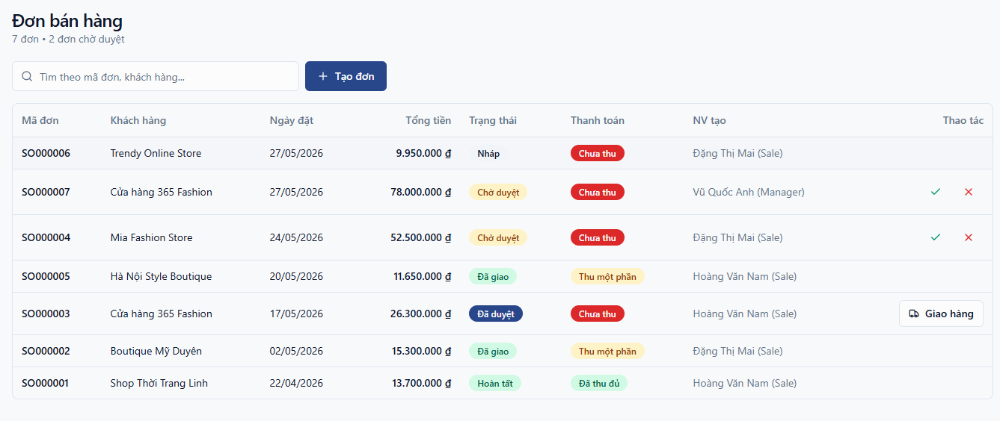 Đơn bán hàng
7 đơn • 2 đơn chờ duyệt
Tìm theo mã đơn, khách hàng...
Tạo đơn
Mã đơn Khách hàng Ngày đặt Tổng tiền Trạng thái Thanh toán NV tạo Thao tác
SO000006 Trendy Online Store 27/05/2026 9.950.000 ₫ Nháp Chưa thu Đặng Thị Mai (Sale)
SO000007 Cửa hàng 365 Fashion 27/05/2026 78.000.000 ₫ Chờ duyệt Chưa thu Vũ Quốc Anh (Manager)
SO000004 Mia Fashion Store 24/05/2026 52.500.000 ₫ Chờ duyệt Chưa thu Đặng Thị Mai (Sale)
SO000005 Hà Nội Style Boutique 20/05/2026 11.650.000 ₫ Đã giao Thu một phần Hoàng Văn Nam (Sale)
SO000003 Cửa hàng 365 Fashion 17/05/2026 26.300.000 ₫ Đã duyệt Chưa thu Hoàng Văn Nam (Sale) Giao hàng
SO000002 Boutique Mỹ Duyên 02/05/2026 15.300.000 ₫ Đã giao Thu một phần Đặng Thị Mai (Sale)
SO000001 Shop Thời Trang Linh 22/04/2026 13.700.000 ₫ Hoàn tất Đã thu đủ Hoàng Văn Nam (Sale)